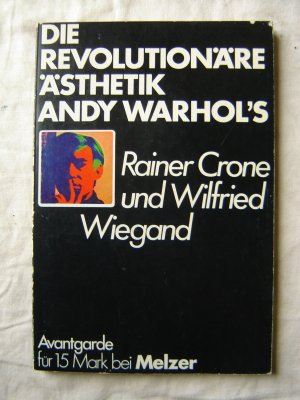 DIE
REVOLUTIONÄRE
ÄSTHETIK
ANDY WARHOL'S
Rainer Crone
und Wilfried
Wiegand
Avantgarde
für 15 Mark bei Melzer